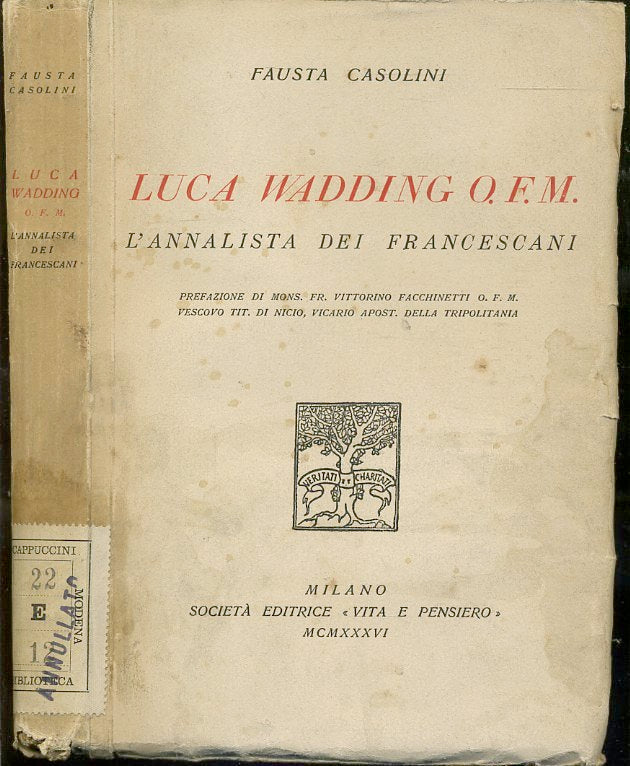 FAUSTA
CASOLINI
LUCA
WADDING
O. F. M.
L'ANNALISTA
DEI
FRANCESCANI
CAPPUCCINI
22
E
MODENA
ANNULLATO
BIBLIOTECA
FAUSTA CASOLINI
LUCA WADDING O.F.M.
L'ANNALISTA DEI FRANCESCANI
PREFAZIONE DI MONS. FR. VITTORINO FACCHINETTI O. F. M.
VESCOVO TIT. DI NICIO, VICARIO APOST. DELLA TRIPOLITANIA
VERITATI ET CHARITATI
MILANO
SOCIETÀ EDITRICE «VITA E PENSIERO»
MCMXXXVI